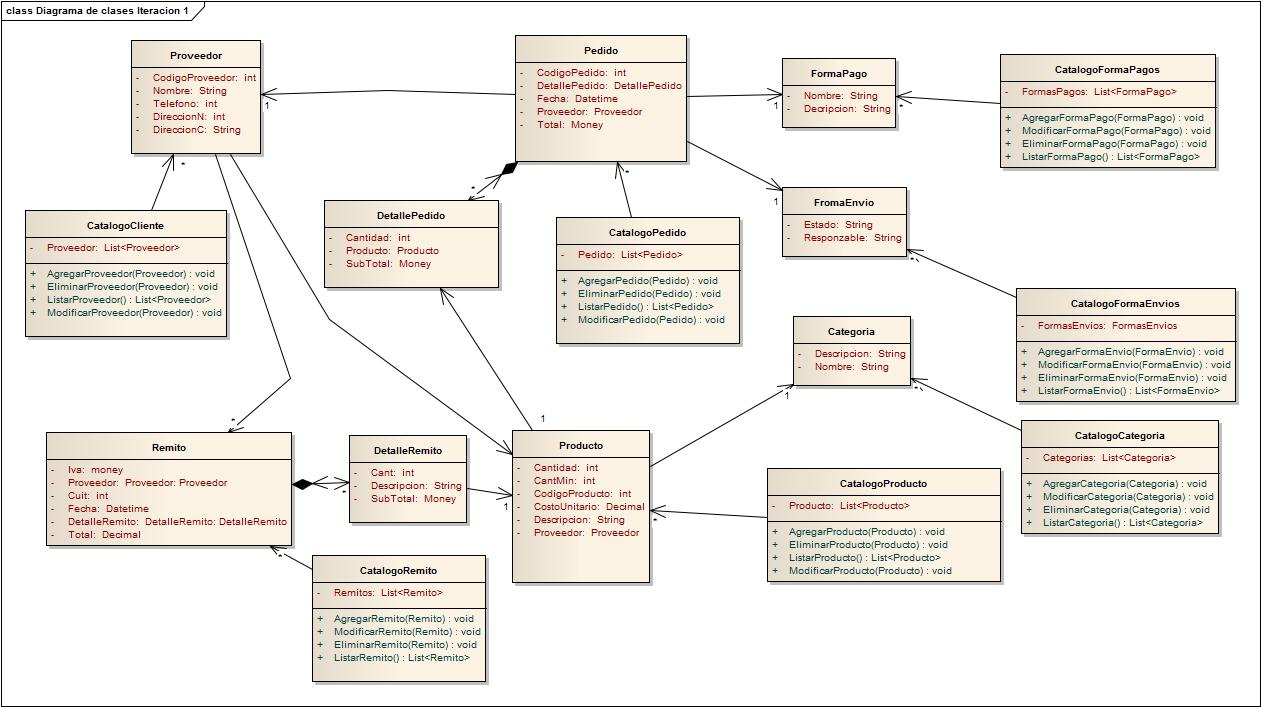 class Diagrama de clases Iteracion 1
Proveedor
- CodigoProveedor: int
- Nombre: String
- Telefono: int
- DireccionN: int
- DireccionC: String
1
*
Pedido
- CodigoPedido: int
- DetallePedido: DetallePedido
- Fecha: Datetime
- Proveedor: Proveedor
- Total: Money
*
*
1
1
FormaPago
- Nombre: String
- Decripcion: String
*
CatalogoFormaPagos
- FormasPagos: List<FormaPago>
+ AgregarFormaPago(FormaPago) : void
+ ModificarFormaPago(FormaPago) : void
+ EliminarFormaPago(FormaPago) : void
+ ListarFormaPago() : List<FormaPago>
CatalogoCliente
- Proveedor: List<Proveedor>
+ AgregarProveedor(Proveedor) : void
+ EliminarProveedor(Proveedor) : void
+ ListarProveedor() : List<Proveedor>
+ ModificarProveedor(Proveedor) : void
DetallePedido
- Cantidad: int
- Producto: Producto
- SubTotal: Money
CatalogoPedido
- Pedido: List<Pedido>
+ AgregarPedido(Pedido) : void
+ EliminarPedido(Pedido) : void
+ ListarPedido() : List<Pedido>
+ ModificarPedido(Pedido) : void
FromaEnvio
- Estado: String
- Responzable: String
*
CatalogoFormaEnvios
- FormasEnvios: FormasEnvios
+ AgregarFormaEnvio(FormaEnvio) : void
+ ModificarFormaEnvio(FormaEnvio) : void
+ EliminarFormaEnvio(FormaEnvio) : void
+ ListarFormaEnvio() : List<FormaEnvio>
Categoria
- Descripcion: String
- Nombre: String
1
*
CatalogoCategoria
- Categorias: List<Categoria>
+ AgregarCategoria(Categoria) : void
+ ModificarCategoria(Categoria) : void
+ EliminarCategoria(Categoria) : void
+ ListarCategoria() : List<Categoria>
*
Remito
- Iva: money
- Proveedor: Proveedor:Proveedor
- Cuit: int
- Fecha: Datetime
- DetalleRemito: DetalleRemito:DetalleRemito
- Total: Decimal
*
*
DetalleRemito
- Cant: int
- Descripcion: String
- SubTotal: Money
1
1
Producto
- Cantidad: int
- CantMin: int
- CodigoProducto: int
- CostoUnitario: Decimal
- Descripcion: String
- Proveedor: Proveedor
*
CatalogoProducto
- Producto: List<Producto>
+ AgregarProducto(Producto) : void
+ EliminarProducto(Producto) : void
+ ListarProducto() : List<Producto>
+ ModificarProducto(Producto) : void
CatalogoRemito
- Remitos: List<Remito>
+ AgregarRemito(Remito) : void
+ ModificarRemito(Remito) : void
+ EliminarRemito(Remito) : void
+ ListarRemito() : List<Remito>